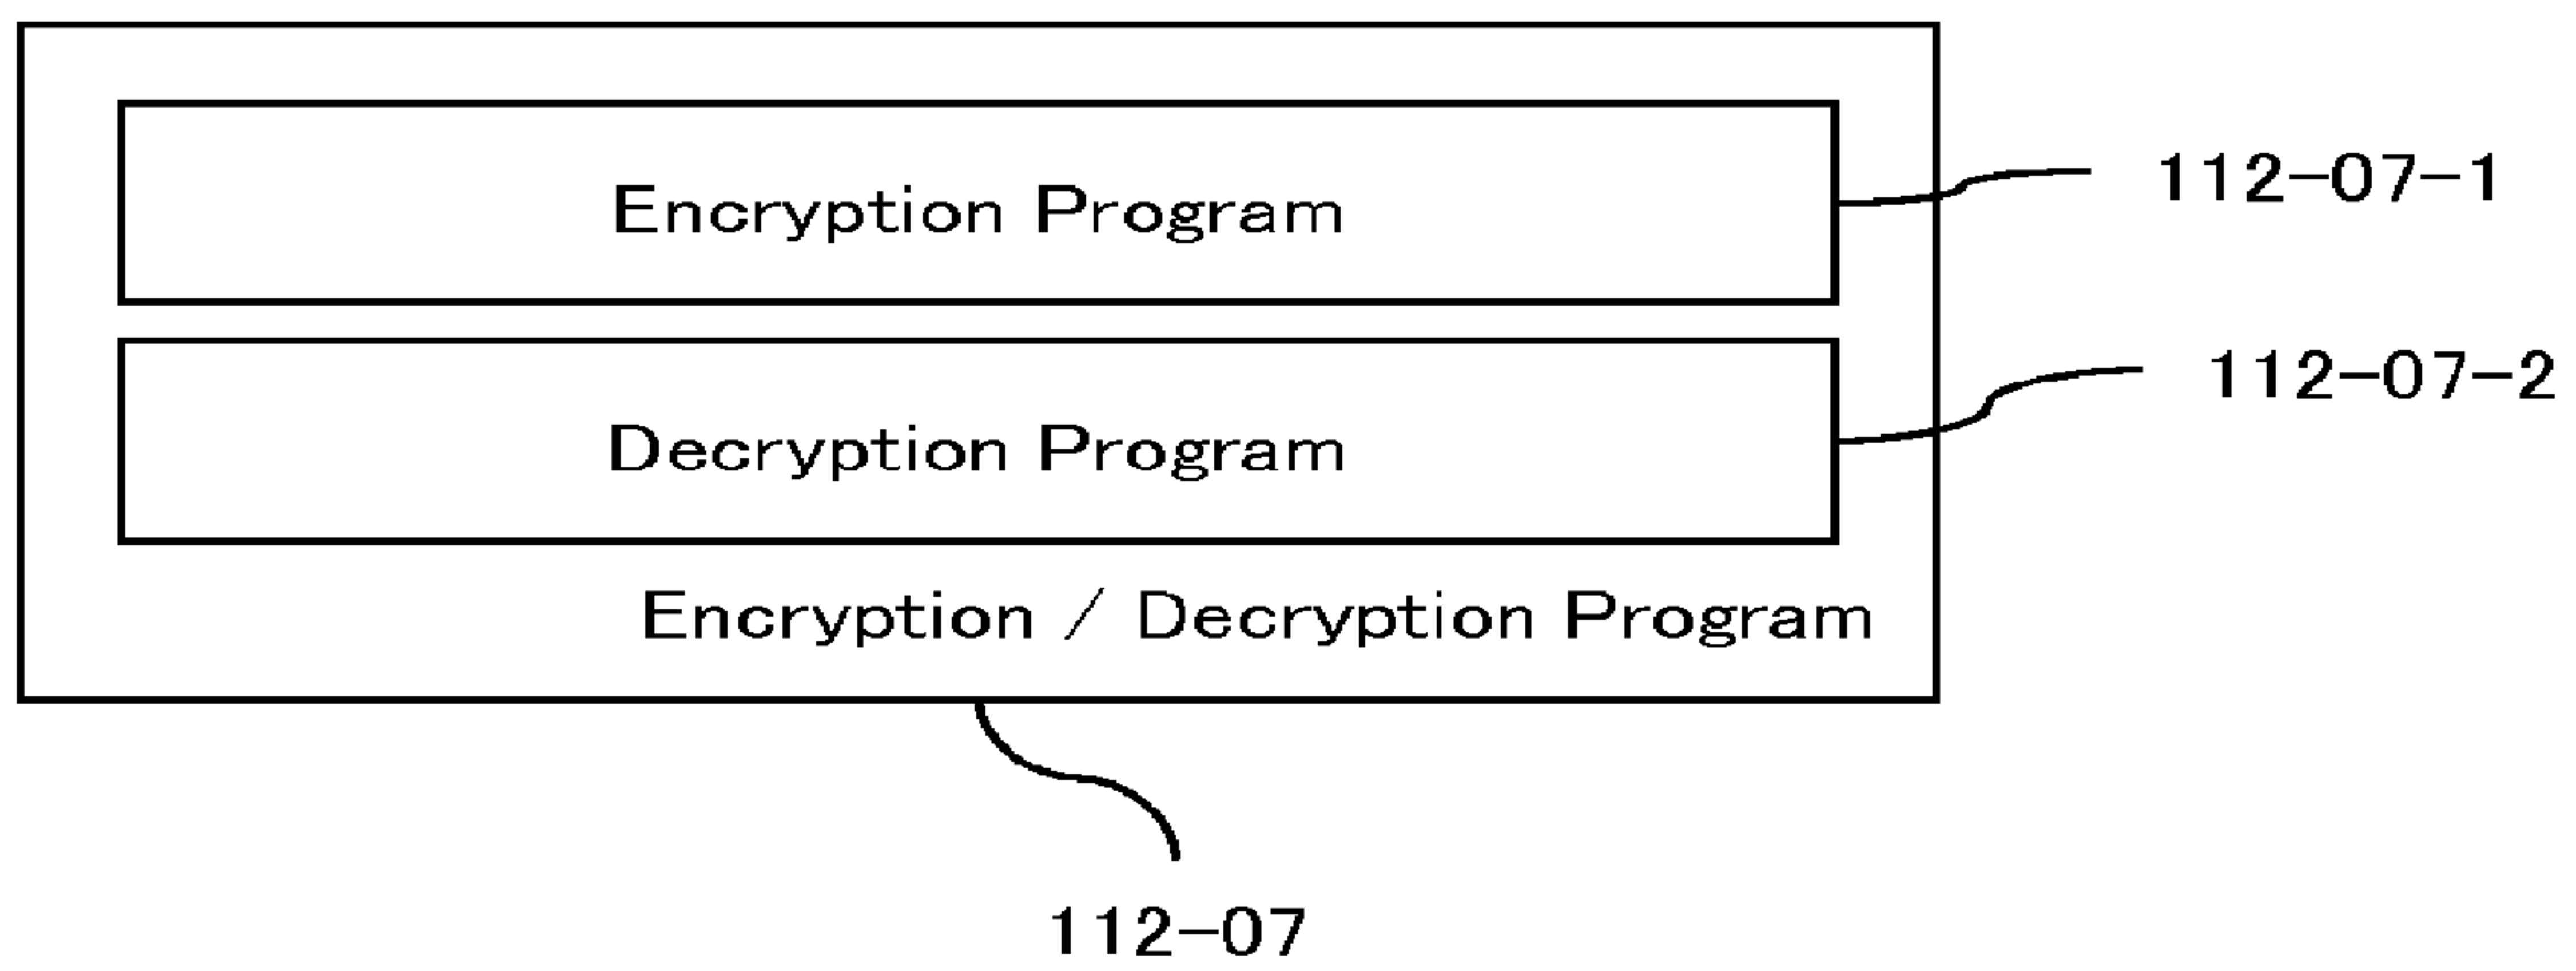 Encryption Program
112-07-1
Decryption Program
112-07-2
Encryption / Decryption Program
112-07